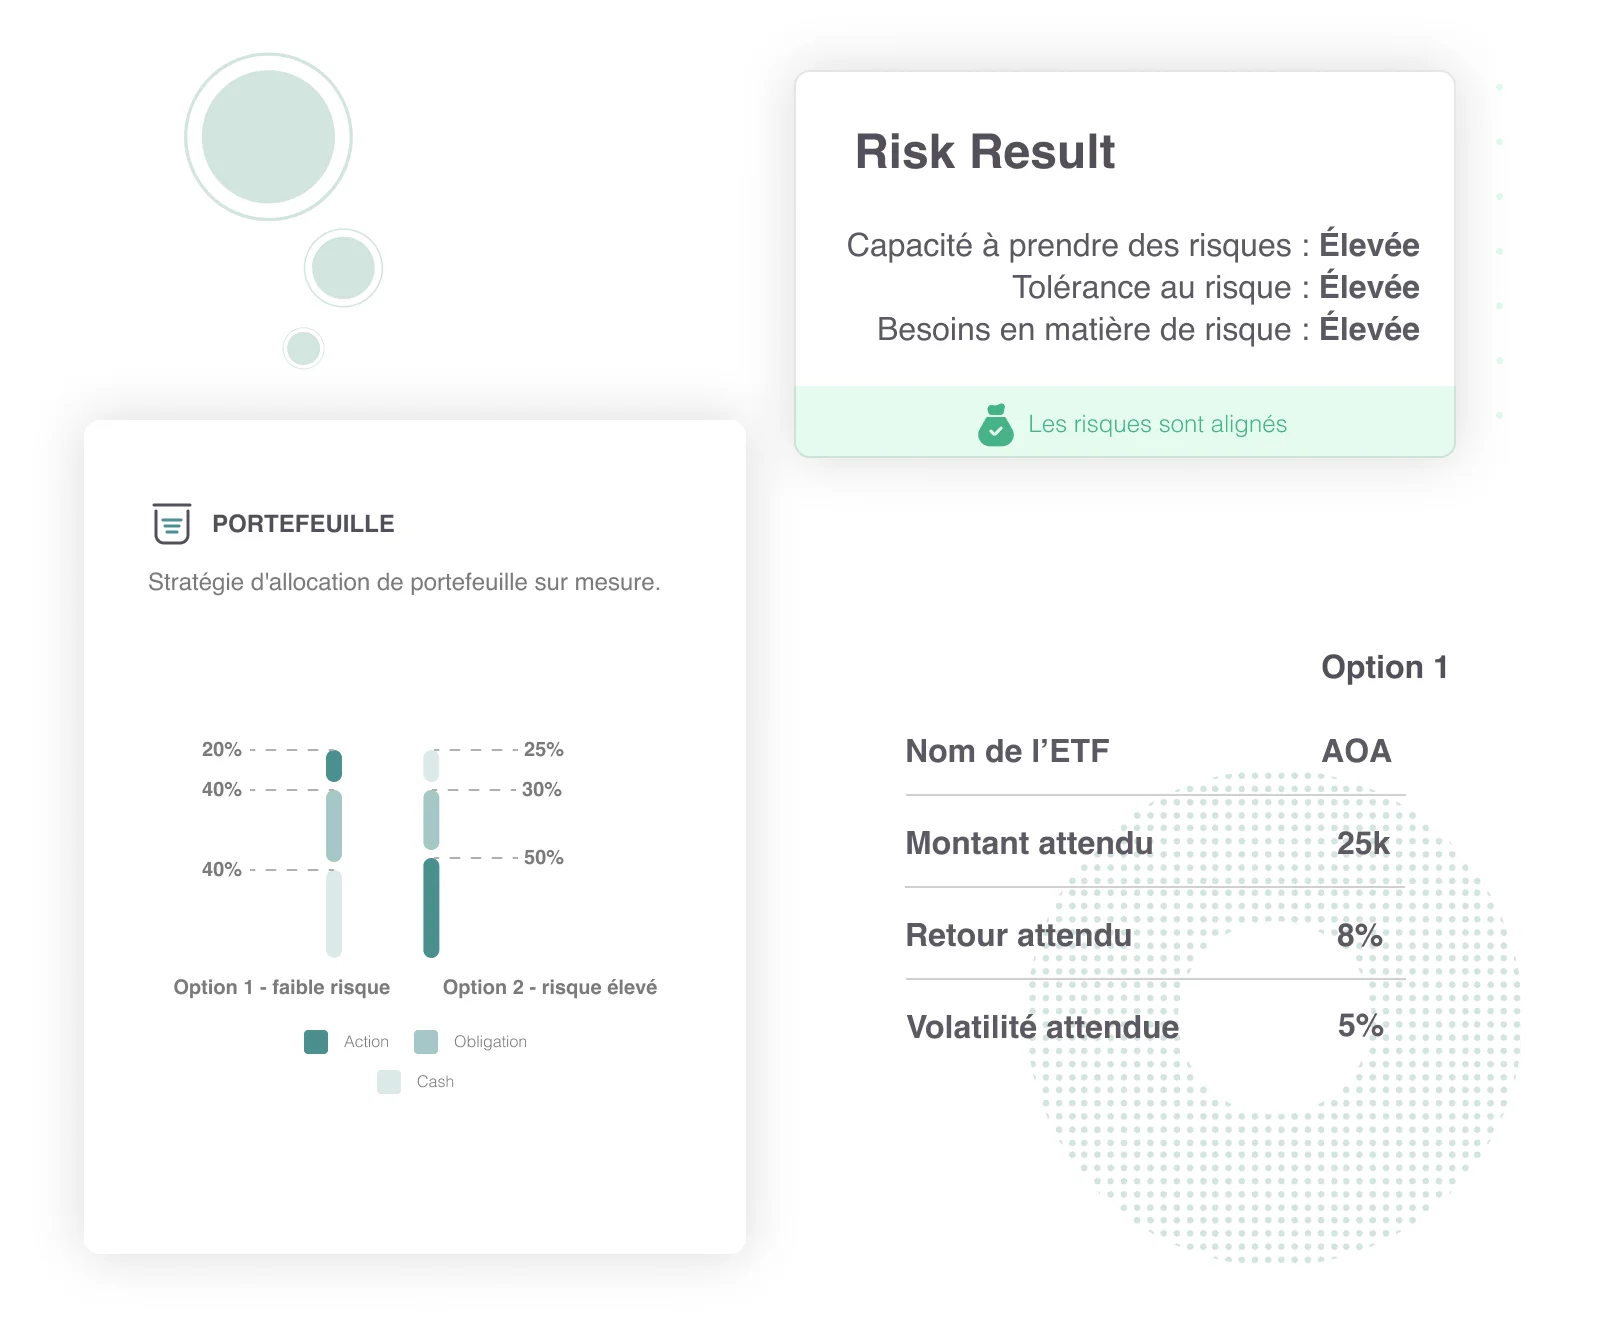 Risk Result
Capacité à prendre des risques : Élevée
Tolérance au risque : Élevée
Besoins en matière de risque : Élevée
Les risques sont alignés
PORTEFEUILLE
Stratégie d'allocation de portefeuille sur mesure.
20%
40%
40%
25%
30%
50%
Option 1 - faible risque
Option 2 - risque élevé
Action
Obligation
Cash
Option 1
Nom de l’ETF AOA
Montant attendu 25k
Retour attendu 8%
Volatilité attendue 5%